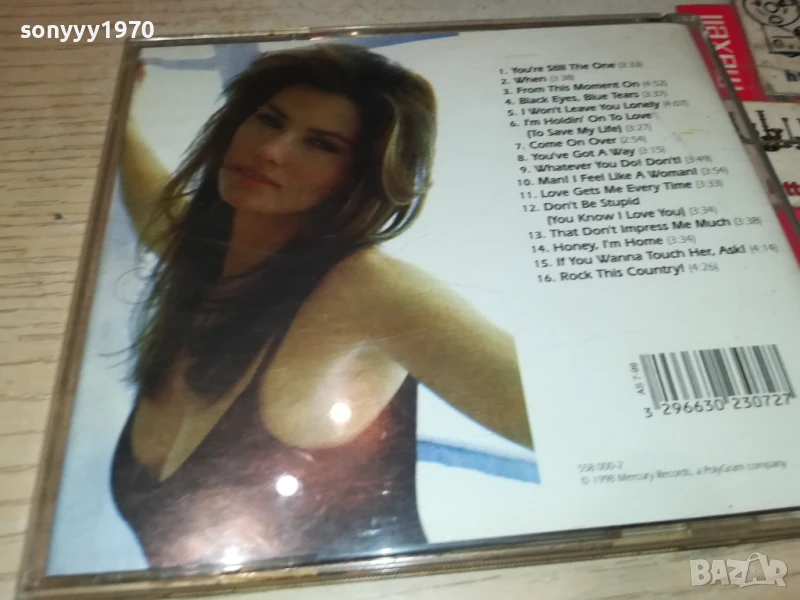 sonyyy1970
maxell
1. You're Still The One (3:33)
2. When (3:38)
3. From This Moment On (4:52)
4. Black Eyes, Blue Tears (3:37)
5. I Won't Leave You Lonely (4:07)
6. I'm Holdin' On To Love
(To Save My Life) (3:27)
7. Come On Over (2:54)
8. You've Got A Way (3:15)
9. Whatever You Do! Don't! (3:49)
10. Man! I Feel Like A Woman! (3:54)
11. Love Gets Me Every Time (3:33)
12. Don't Be Stupid
(You Know I Love You) (3:34)
13. That Don't Impress Me Much (3:38)
14. Honey, I'm Home (3:34)
15. If You Wanna Touch Her, Ask! (4:14)
16. Rock This Country! (4:26)
3 296630 230727
558 000-2
© 1998 Mercury Records, a PolyGram company
BAZAR